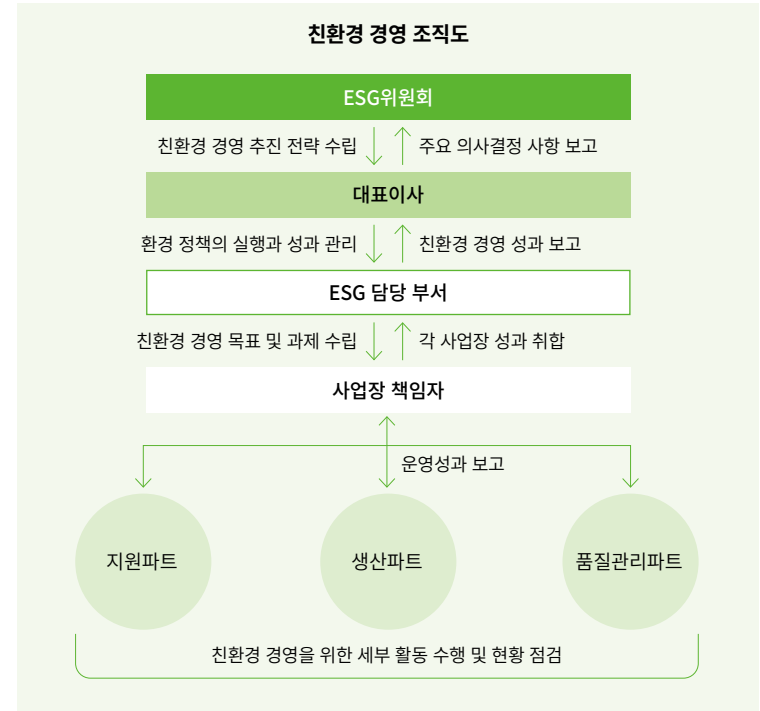 친환경 경영 조직도
ESG위원회
친환경 경영 추진 전략 수립
주요 의사결정 사항 보고
대표이사
환경 정책의 실행과 성과 관리
친환경 경영 성과 보고
ESG 담당 부서
친환경 경영 목표 및 과제 수립
각 사업장 성과 취합
사업장 책임자
운영성과 보고
지원파트
생산파트
품질관리파트
친환경 경영을 위한 세부 활동 수행 및 현황 점검